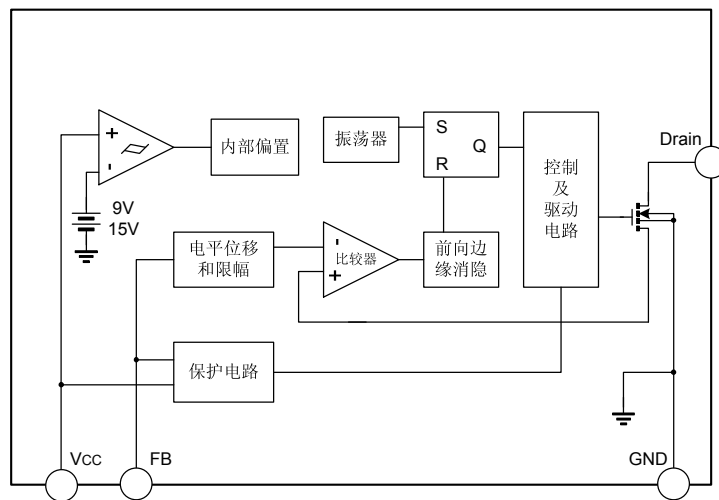 +
-
内部偏置
9V
15V
振荡器
S
R
Q
控制
及
驱动
电路
Drain
电平位移
和限幅
-
+
比较器
前向边
缘消隐
保护电路
VCC
FB
GND